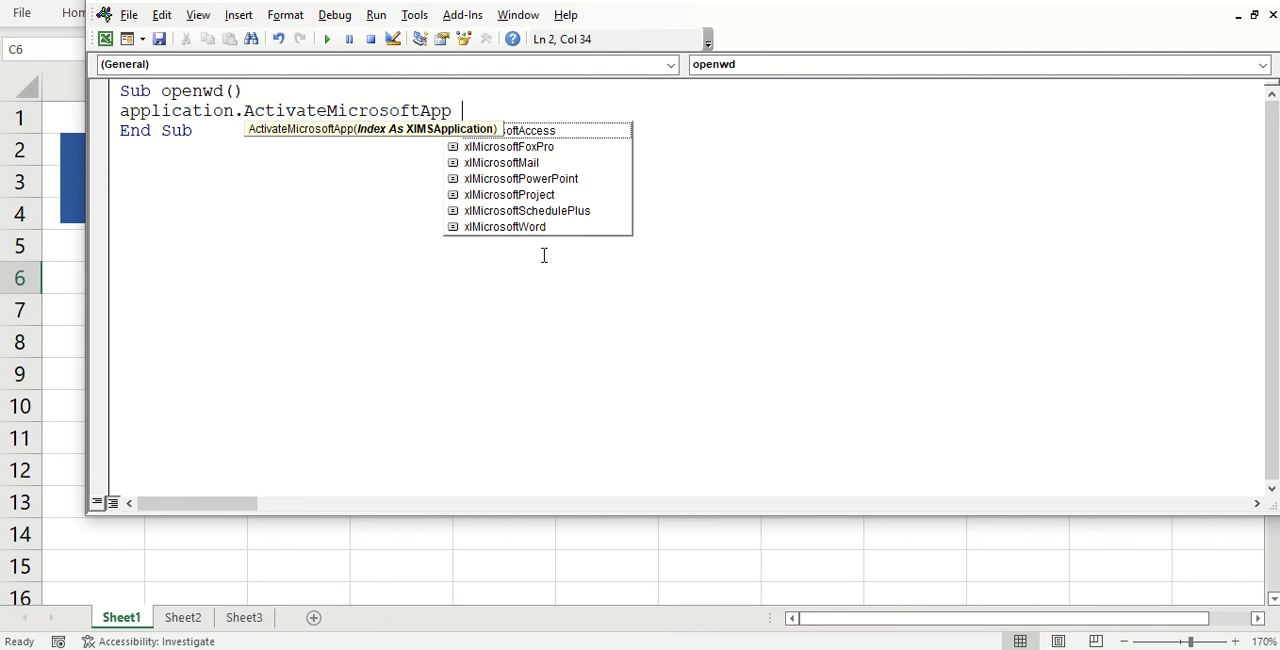 File
Hom
File Edit View Insert Format Debug Run Tools Add-Ins Window Help
Ln 2, Col 34
C6
(General)
openwd
Sub openwd()
application.ActivateMicrosoftApp
End Sub
ActivateMicrosoftApp(Index As XlMSApplication)
softAccess
xlMicrosoftFoxPro
xlMicrosoftMail
xlMicrosoftPowerPoint
xlMicrosoftProject
xlMicrosoftSchedulePlus
xlMicrosoftWord
1
2
3
4
5
6
7
8
9
10
11
12
13
14
15
16
Sheet1 Sheet2 Sheet3
Ready
Accessibility: Investigate
170%